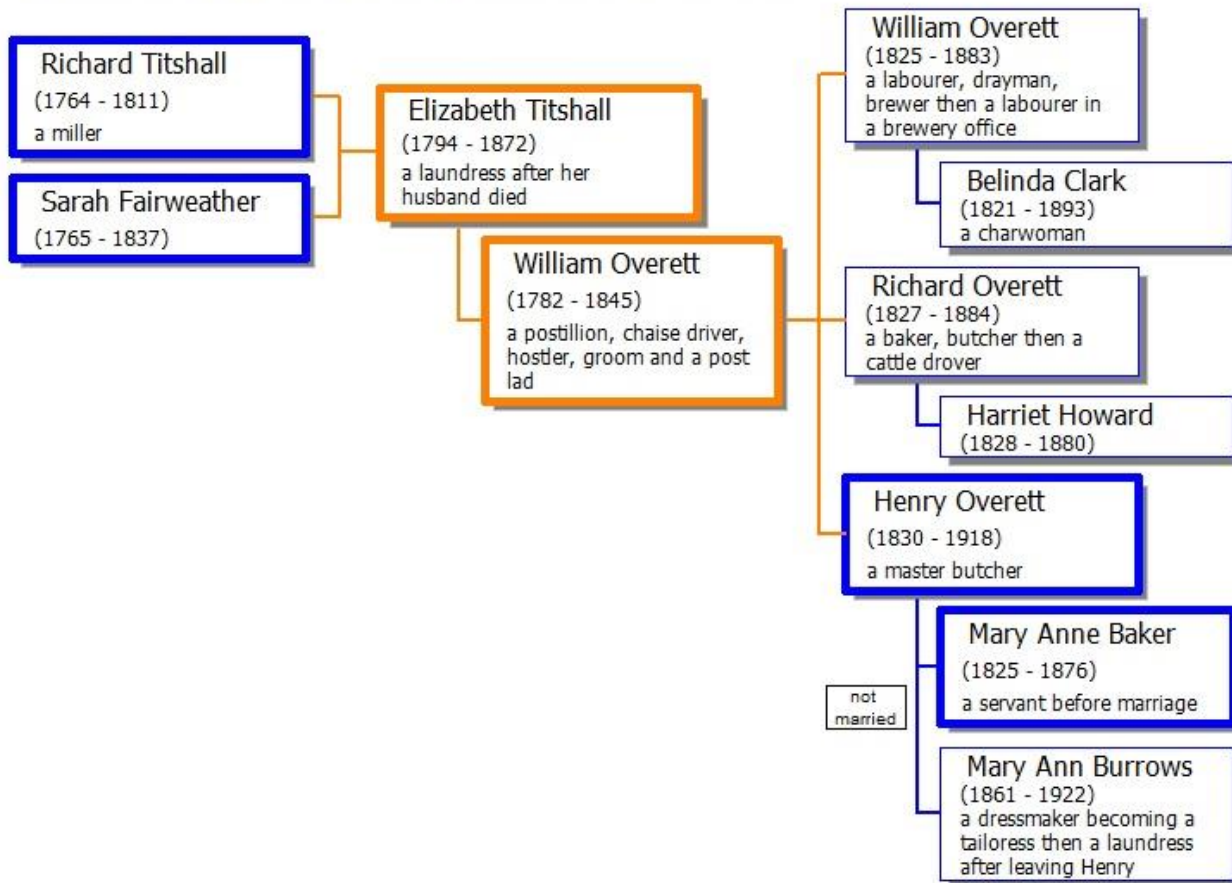 Richard Titshall
(1764 - 1811)
a miller
Sarah Fairweather
(1765 - 1837)
Elizabeth Titshall
(1794 - 1872)
a laundress after her
husband died
William Overett
(1782 - 1845)
a postillion, chaise driver,
hostler, groom and a post
lad
William Overett
(1825 - 1883)
a labourer, drayman,
brewer then a labourer in
a brewery office
Belinda Clark
(1821 - 1893)
a charwoman
Richard Overett
(1827 - 1884)
a baker, butcher then a
cattle drover
Harriet Howard
(1828 - 1880)
Henry Overett
(1830 - 1918)
a master butcher
Mary Anne Baker
(1825 - 1876)
a servant before marriage
not
married
Mary Ann Burrows
(1861 - 1922)
a dressmaker becoming a
tailoress then a laundress
after leaving Henry